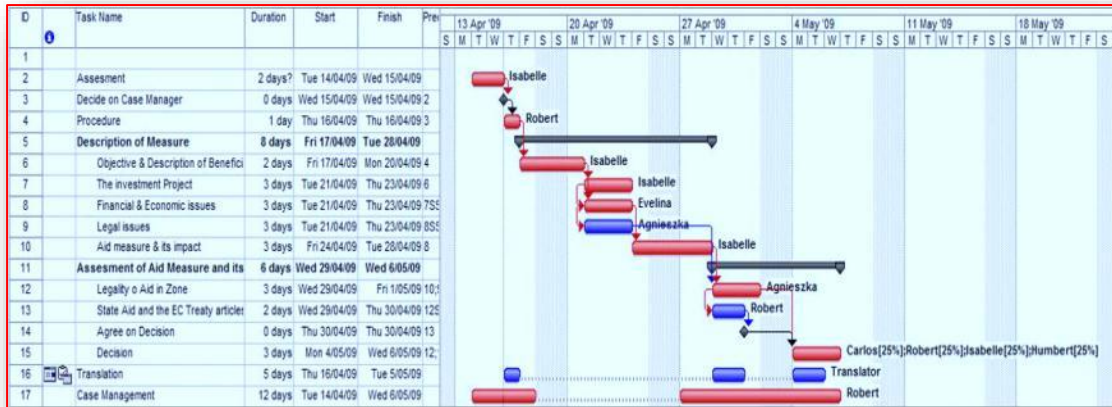 ID Task Name Duration Start Finish Pre 13 Apr '09 20 Apr '09 27 Apr '09 4 May '09 11 May '09 18 May '09
S M T W T F S S M T W T F S S M T W T F S S M T W T F S S M T W T F S S M T W T F S
1
2 Assesment 2 days? Tue 14/04/09 Wed 15/04/09 Isabelle
3 Decide on Case Manager 0 days Wed 15/04/09 Wed 15/04/09 2
4 Procedure 1 day Thu 16/04/09 Thu 16/04/09 3 Robert
5 Description of Measure 8 days Fri 17/04/09 Tue 28/04/09
6 Objective & Description of Benefici 2 days Fri 17/04/09 Mon 20/04/09 4 Isabelle
7 The investment Project 3 days Tue 21/04/09 Thu 23/04/09 6 Isabelle
8 Financial & Economic issues 3 days Tue 21/04/09 Thu 23/04/09 7SS Evelina
9 Legal issues 3 days Tue 21/04/09 Thu 23/04/09 8SS Agnieszka
10 Aid measure & its impact 3 days Fri 24/04/09 Tue 28/04/09 8 Isabelle
11 Assesment of Aid Measure and its 6 days Wed 29/04/09 Wed 6/05/09
12 Legality o Aid in Zone 3 days Wed 29/04/09 Fri 1/05/09 10; Agnieszka
13 State Aid and the EC Treaty articles 2 days Wed 29/04/09 Thu 30/04/09 12S Robert
14 Agree on Decision 0 days Thu 30/04/09 Thu 30/04/09 13
15 Decision 3 days Mon 4/05/09 Wed 6/05/09 12; Carlos[25%];Robert[25%];Isabelle[25%];Humbert[25%]
16 Translation 5 days Thu 16/04/09 Tue 5/05/09 Translator
17 Case Management 12 days Tue 14/04/09 Wed 6/05/09 Robert